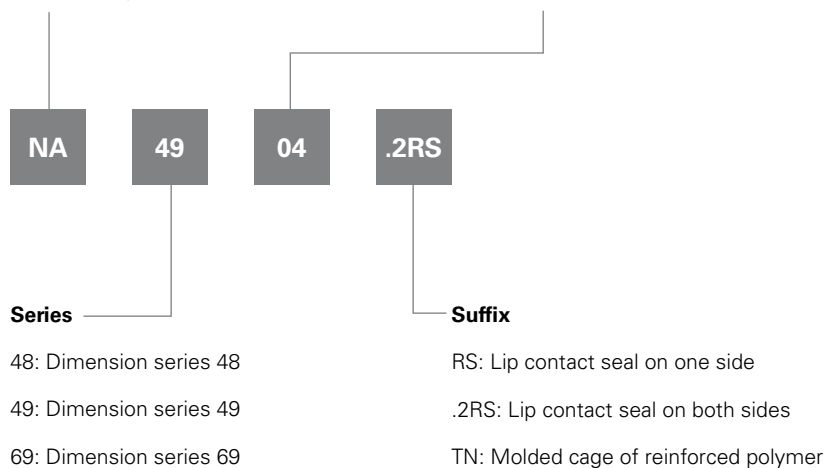 NA 49 04 .2RS
Series Suffix
48: Dimension series 48 RS: Lip contact seal on one side
49: Dimension series 49 .2RS: Lip contact seal on both sides
69: Dimension series 69 TN: Molded cage of reinforced polymer